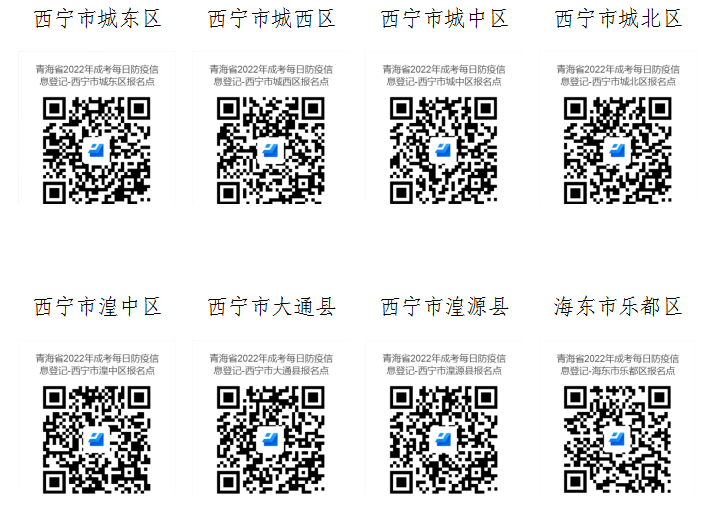 西宁市城东区
西宁市城西区
西宁市城中区
西宁市城北区
青海省2022年成考每日防疫信
息登记-西宁市城东区报名点
青海省2022年成考每日防疫信
息登记-西宁市城西区报名点
青海省2022年成考每日防疫信
息登记-西宁市城中区报名点
青海省2022年成考每日防疫信
息登记-西宁市城北区报名点
西宁市湟中区
西宁市大通县
西宁市湟源县
海东市乐都区
青海省2022年成考每日防疫信
息登记-西宁市湟中区报名点
青海省2022年成考每日防疫信
息登记-西宁市大通县报名点
青海省2022年成考每日防疫信
息登记-西宁市湟源县报名点
青海省2022年成考每日防疫信
息登记-海东市乐都区报名点